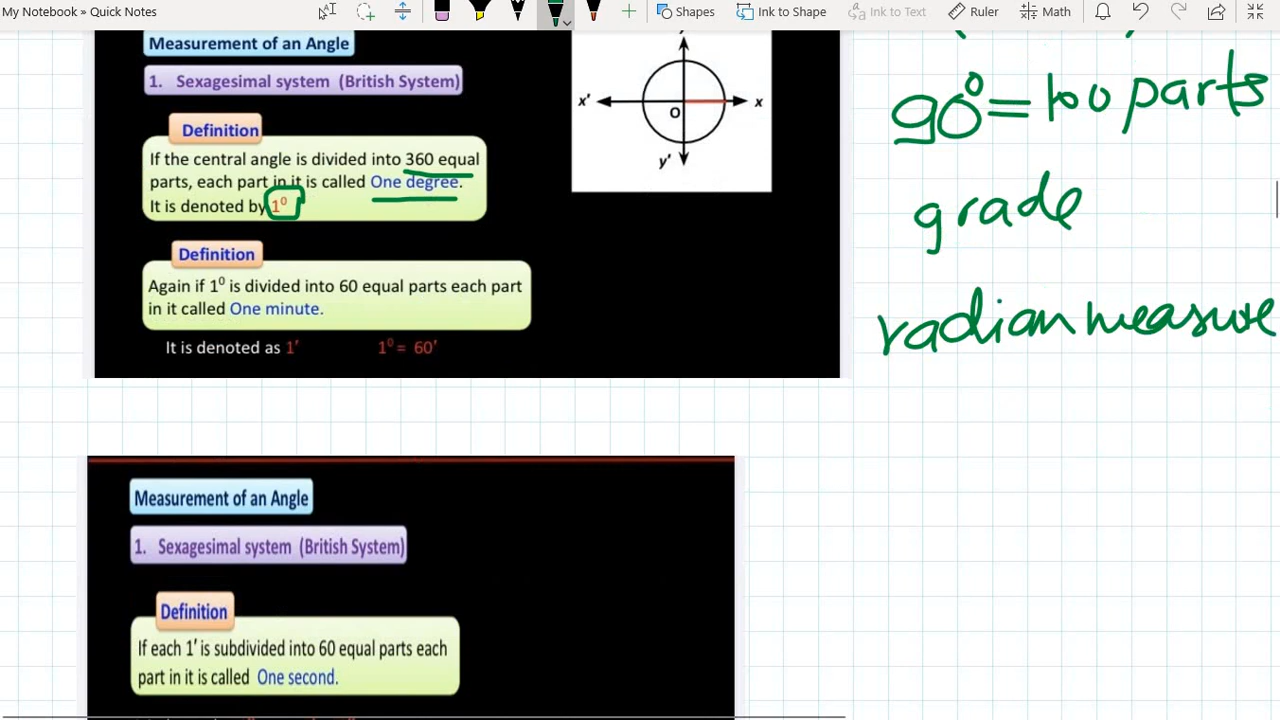 My Notebook » Quick Notes
Shapes
Ink to Shape
Ink to Text
Ruler
Math
Measurement of an Angle
1. Sexagesimal system (British System)
Definition
If the central angle is divided into 360 equal
parts, each part in it is called One degree.
It is denoted by 1⁰
x' x
O
y'
Definition
Again if 1⁰ is divided into 60 equal parts each part
in it called One minute.
It is denoted as 1′ 1⁰ = 60′
90⁰ = 100 parts
grade
radian measure
Measurement of an Angle
1. Sexagesimal system (British System)
Definition
If each 1′ is subdivided into 60 equal parts each
part in it is called One second.